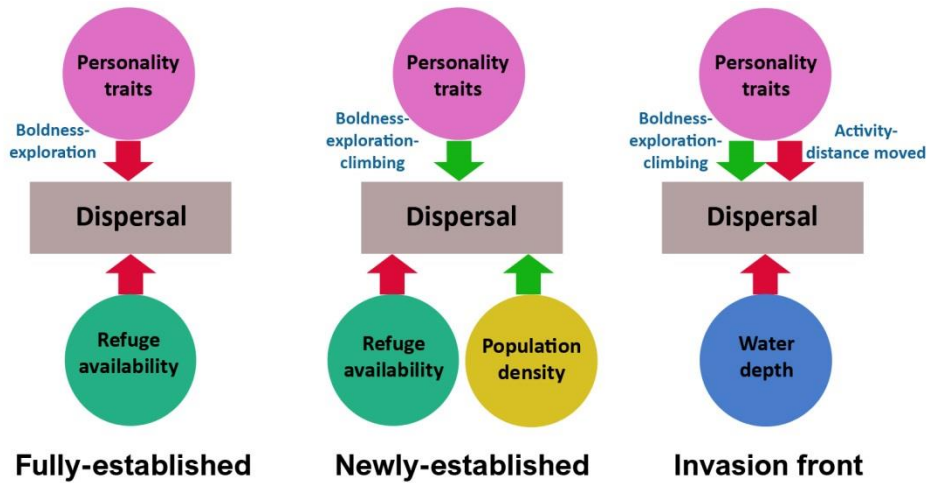 Personality
traits
Boldness-
exploration
Dispersal
Refuge
availability
Fully-established
Personality
traits
Boldness-
exploration-
climbing
Dispersal
Refuge
availability
Population
density
Newly-established
Personality
traits
Boldness-
exploration-
climbing
Activity-
distance moved
Dispersal
Water
depth
Invasion front